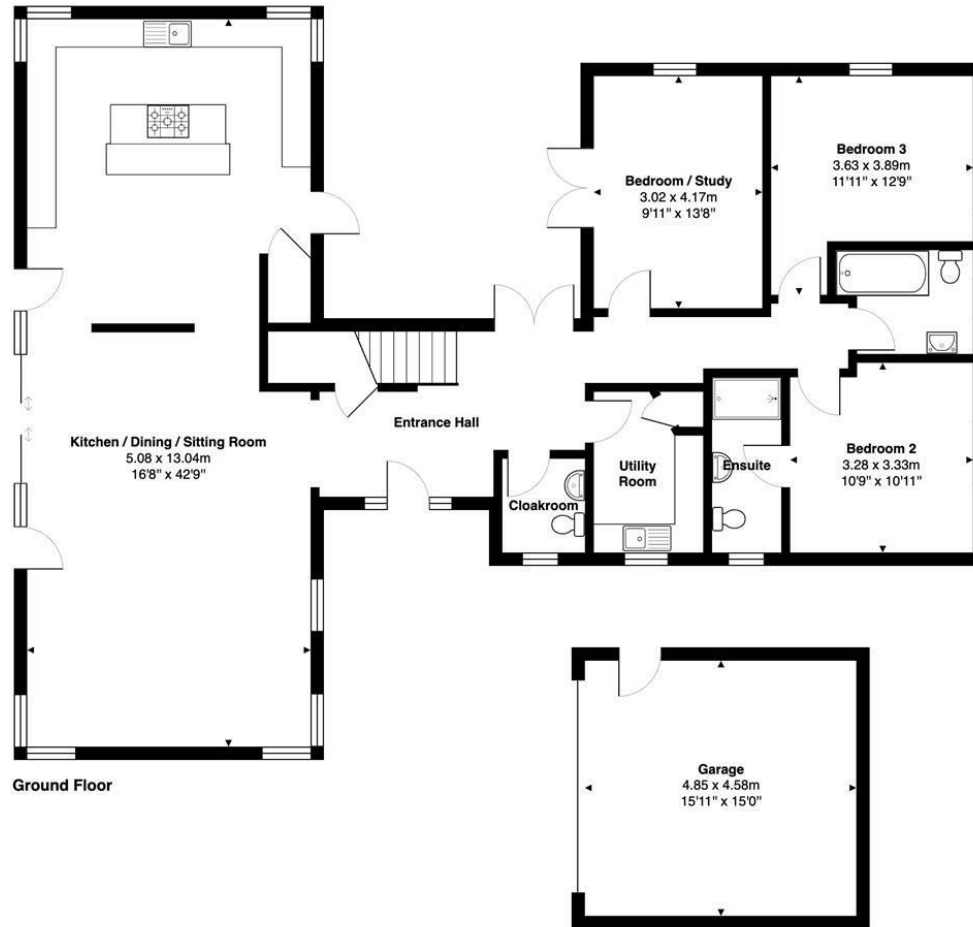 Bedroom / Study
3.02 x 4.17m
9'11" x 13'8"
Bedroom 3
3.63 x 3.89m
11'11" x 12'9"
Kitchen / Dining / Sitting Room
5.08 x 13.04m
16'8" x 42'9"
Entrance Hall
Cloakroom
Utility
Room
Ensuite
Bedroom 2
3.28 x 3.33m
10'9" x 10'11"
Ground Floor
Garage
4.85 x 4.58m
15'11" x 15'0"